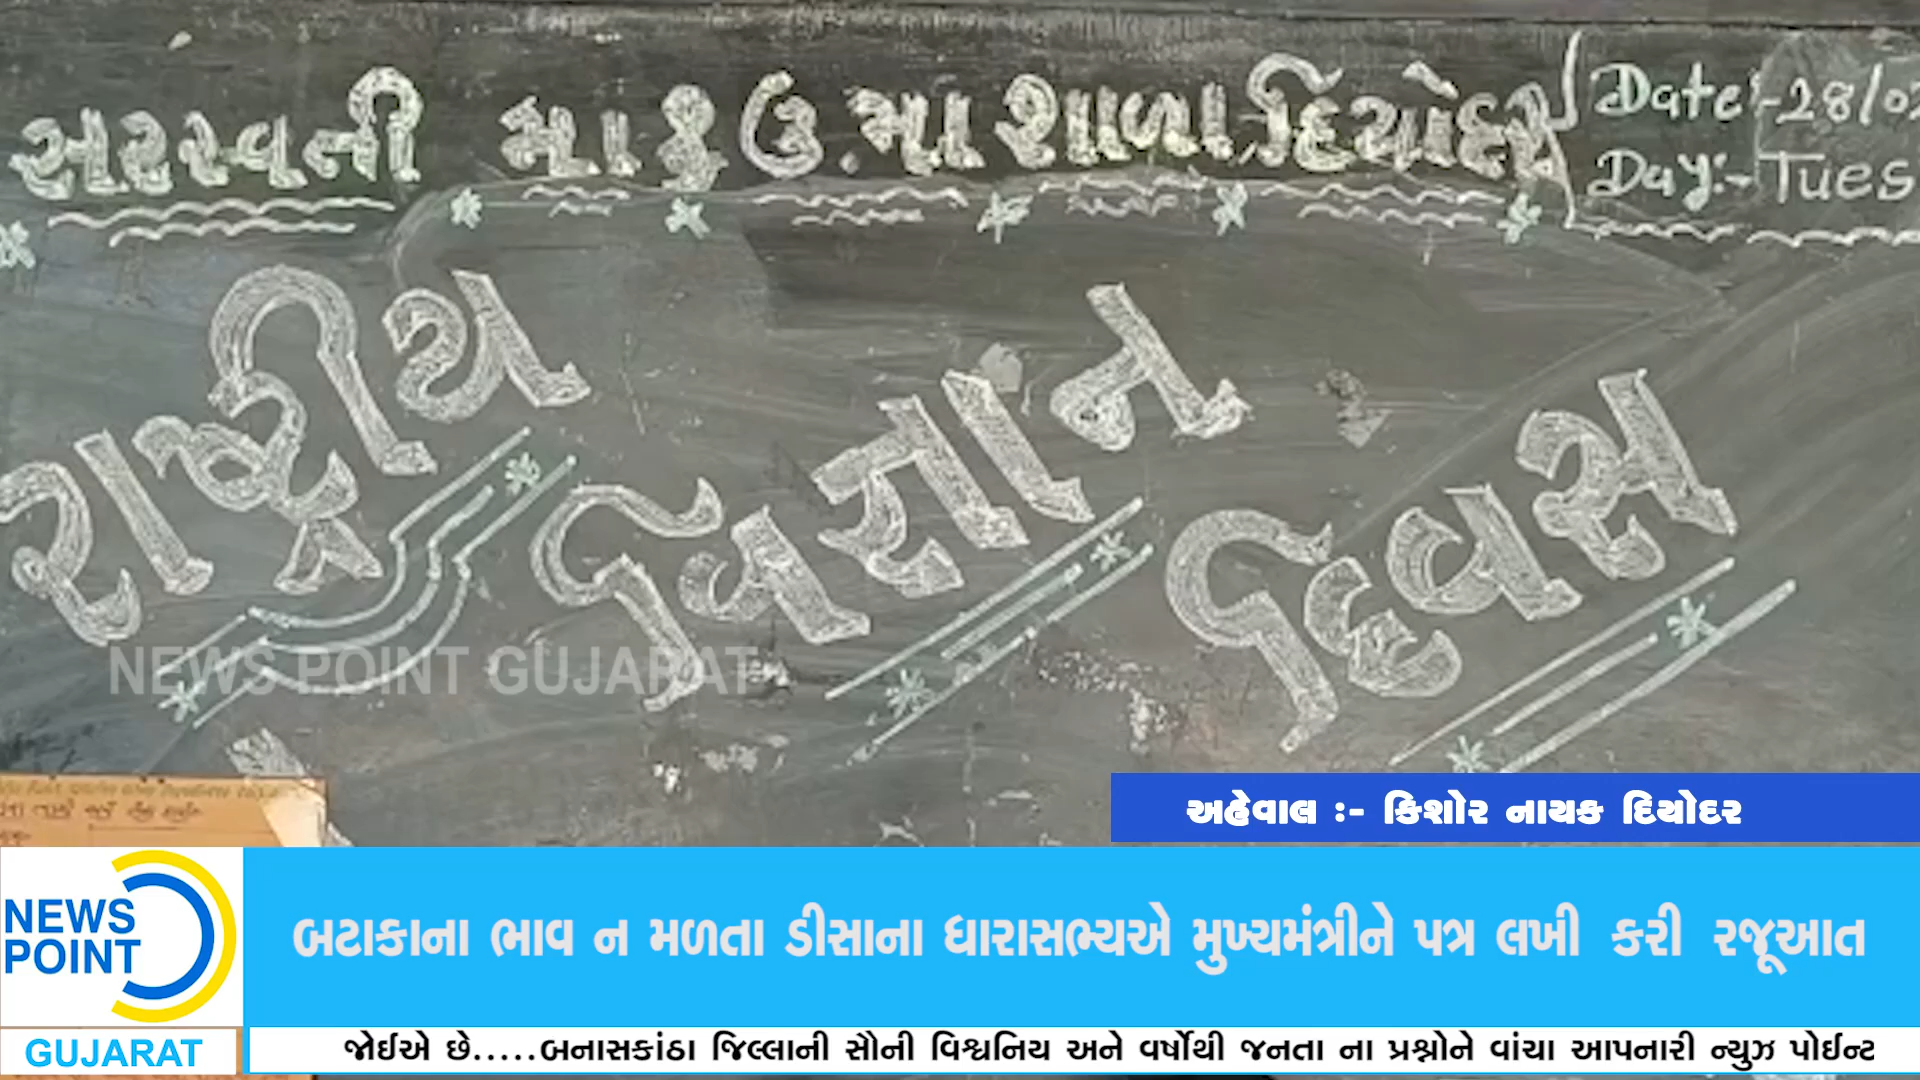 સરસ્વતી મા.કૃ ઉ.મા શાળા દિયોદર
Date:-28/02
Day:-Tues
રાષ્ટ્રીય વિજ્ઞાન દિવસ
NEWS POINT GUJARAT
અહેવાલ :- કિશોર નાયક દિયોદર
NEWS
POINT
GUJARAT
બટાકાના ભાવ ન મળતા ડીસાના ધારાસભ્યએ મુખ્યમંત્રીને પત્ર લખી કરી રજૂઆત
જોઈએ છે.....બનાસકાંઠા જિલ્લાની સૌની વિશ્વનિય અને વર્ષોથી જનતા ના પ્રશ્નોને વાંચા આપનારી ન્યુઝ પોઈન્ટ